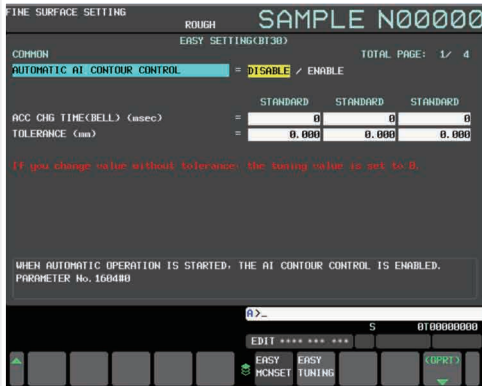 FINE SURFACE SETTING
ROUGH
SAMPLE N00000
EASY SETTING(BT30)
COMMON TOTAL PAGE: 1/ 4
AUTOMATIC AI CONTOUR CONTROL = DISABLE / ENABLE
STANDARD STANDARD STANDARD
ACC CHG TIME(BELL) (msec) = 0 0 0
TOLERANCE (mm) = 0.000 0.000 0.000
If you change value without tolerance, the tuning value is set to 0.
WHEN AUTOMATIC OPERATION IS STARTED, THE AI CONTOUR CONTROL IS ENABLED.
PARAMETER No.1604#0
A>_
S 0T00000000
EDIT **** *** ***
EASY MCNSET
EASY TUNING
(OPRT)